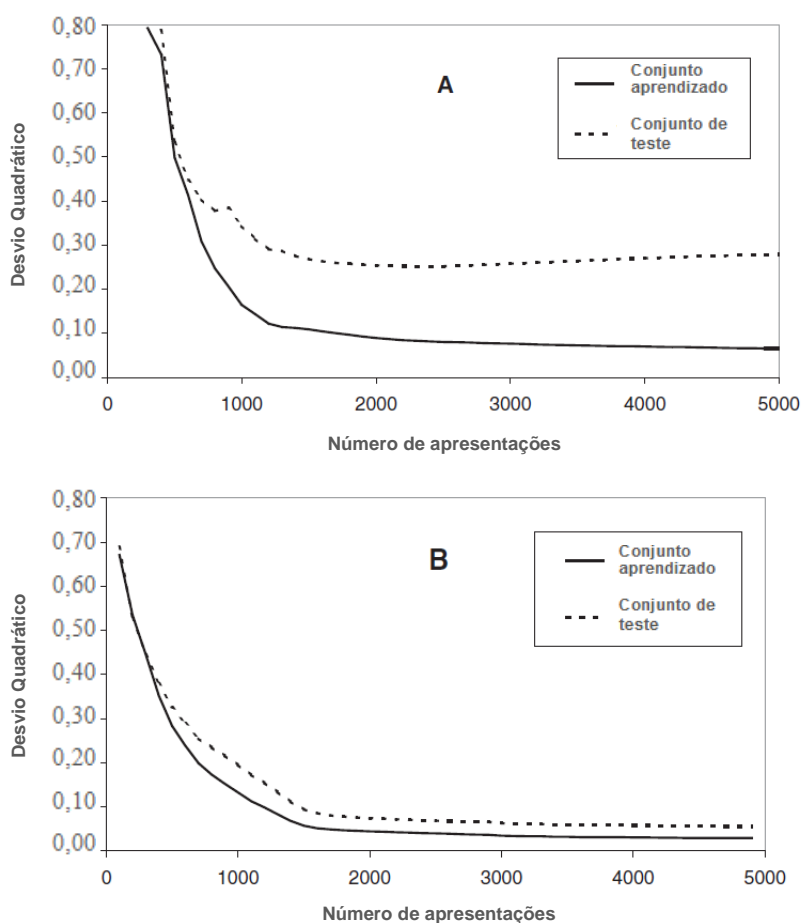 0,80
0,70
0,60
0,50
0,40
0,30
0,20
0,10
0,00
Desvio Quadrático
A
Conjunto
aprendizado
Conjunto de
teste
0 1000 2000 3000 4000 5000
Número de apresentações
0,80
0,70
0,60
0,50
0,40
0,30
0,20
0,10
0,00
Desvio Quadrático
B
Conjunto
aprendizado
Conjunto de
teste
0 1000 2000 3000 4000 5000
Número de apresentações